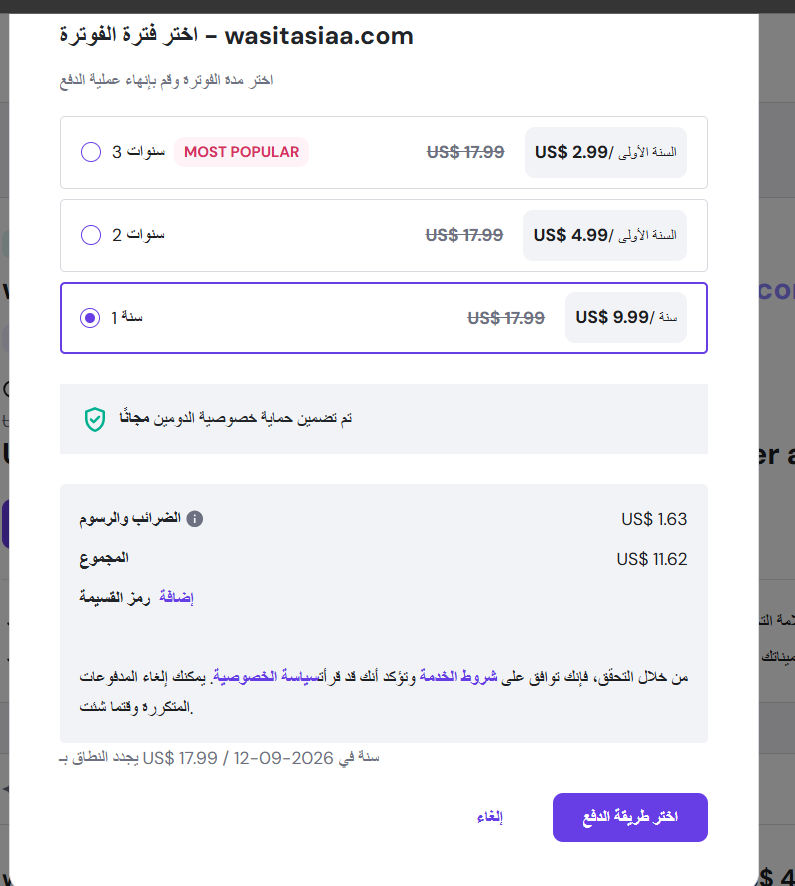 اختر فترة الفوترة – wasitasiaa.com
اختر مدة الفوترة وقم بإنهاء عملية الدفع
3 سنوات MOST POPULAR US$ 17.99 US$ 2.99/ السنة الأولى
2 سنوات US$ 17.99 US$ 4.99/ السنة الأولى
1 سنة US$ 17.99 US$ 9.99/ سنة
تم تضمين حماية خصوصية الدومين مجانًا
الضرائب والرسوم US$ 1.63
المجموع US$ 11.62
رمز القسيمة إضافة
من خلال التحقق، فإنك توافق على شروط الخدمة وتؤكد أنك قد قرأتسياسة الخصوصية. يمكنك إلغاء المدفوعات
المتكررة وقتما شئت.
يجدد النطاق بـ US$ 17.99 / سنة في 12-09-2026
إلغاء
اختر طريقة الدفع